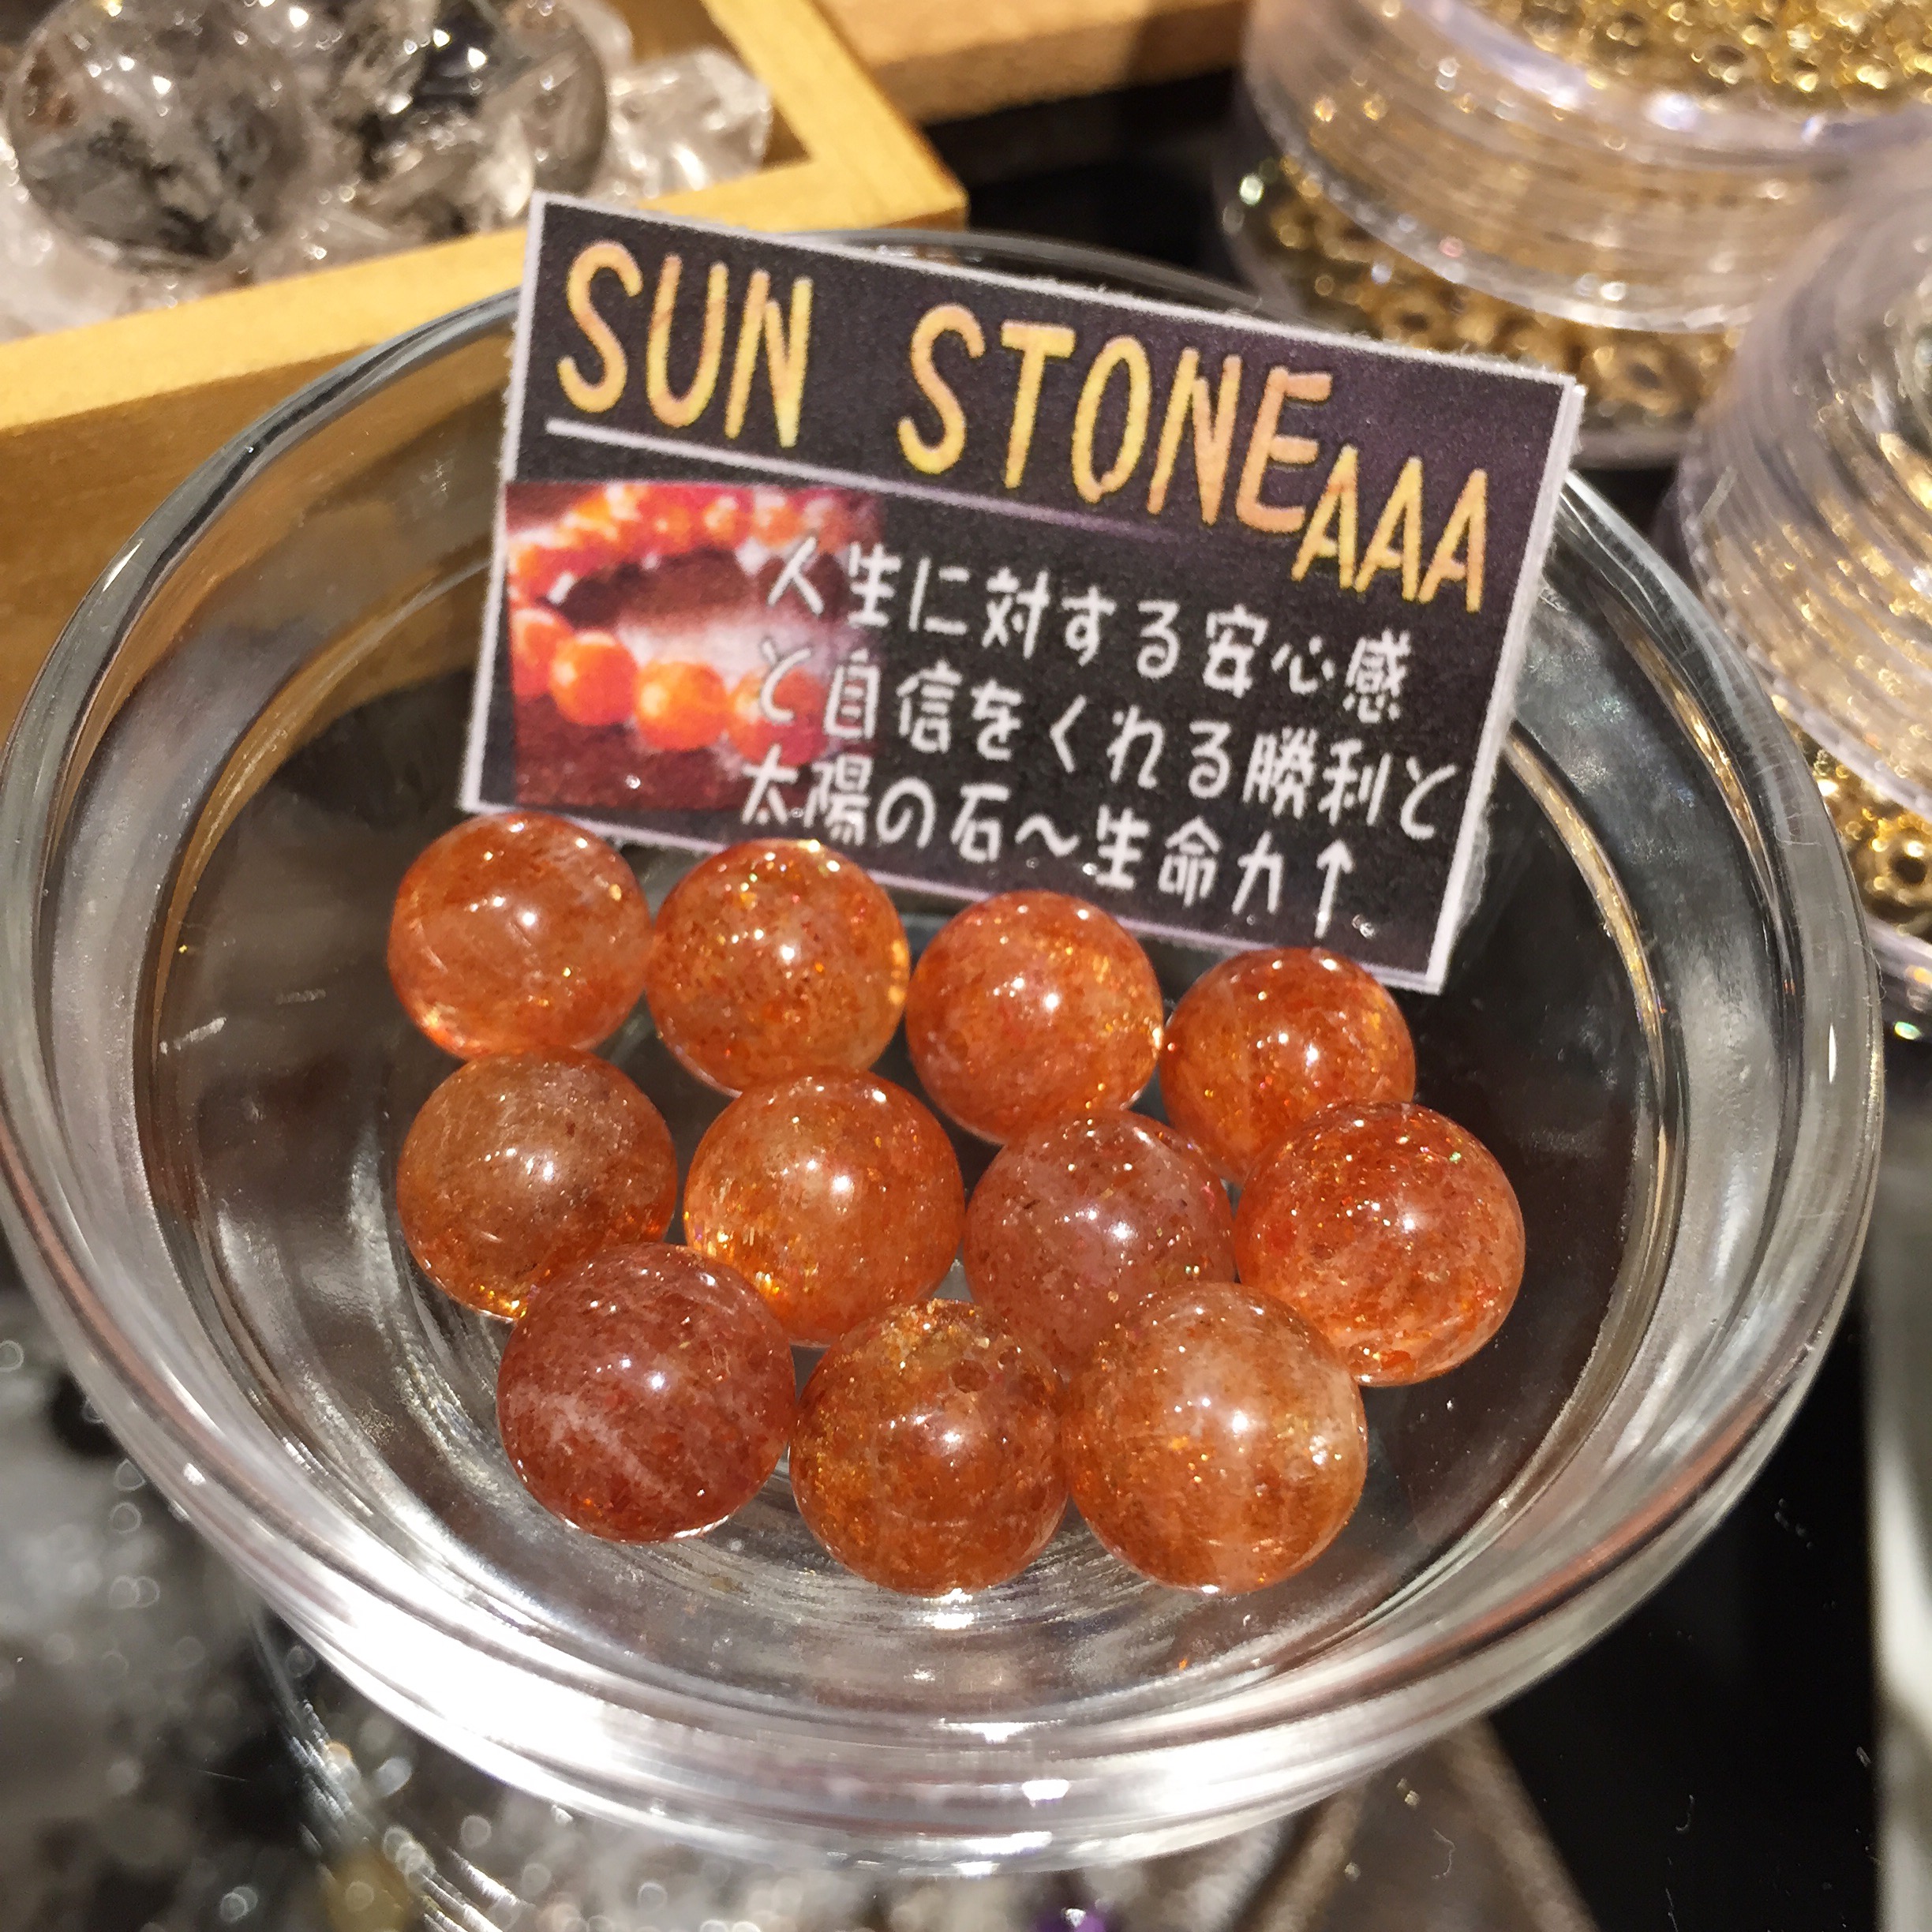 SUN STONE AAA
人生に対する安心感
と自信をくれる勝利と
太陽の石～生命力↑